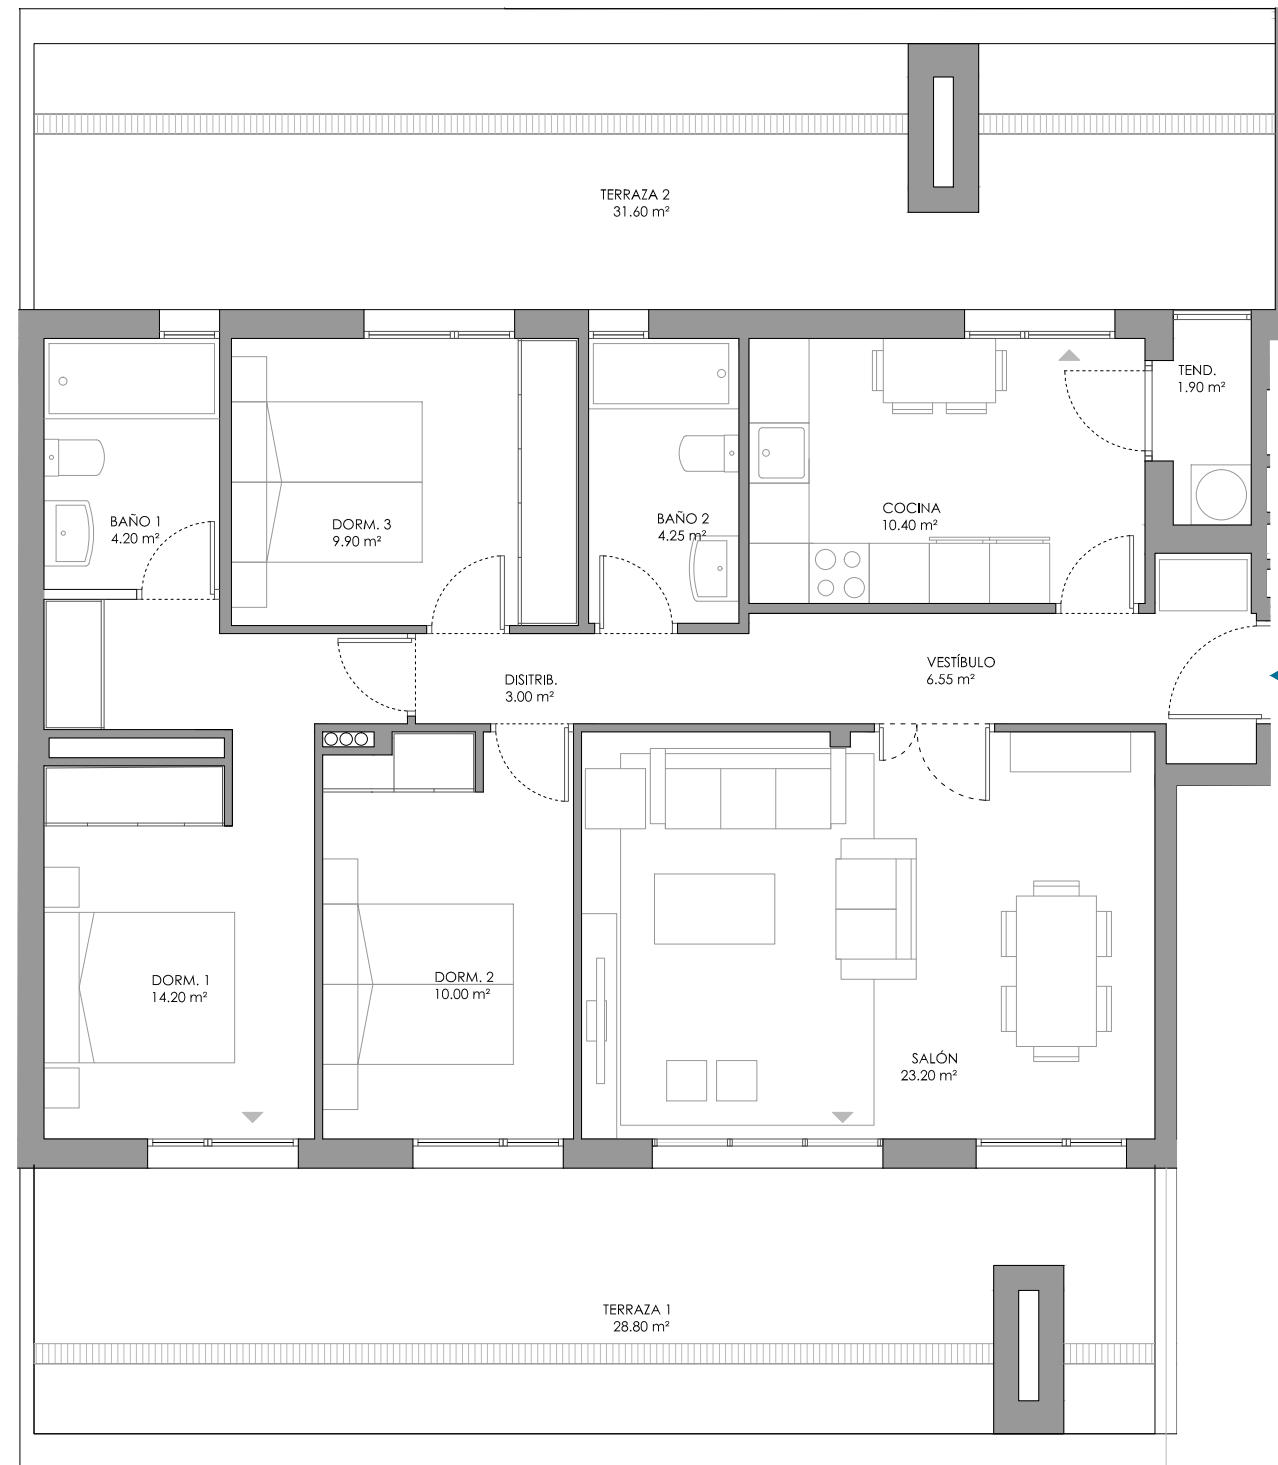 TERRAZA 2
31.60 m²
TEND.
1.90 m²
BAÑO 1
4.20 m²
DORM. 3
9.90 m²
BAÑO 2
4.25 m²
COCINA
10.40 m²
VESTÍBULO
6.55 m²
DISITRIB.
3.00 m²
DORM. 1
14.20 m²
DORM. 2
10.00 m²
SALÓN
23.20 m²
TERRAZA 1
28.80 m²